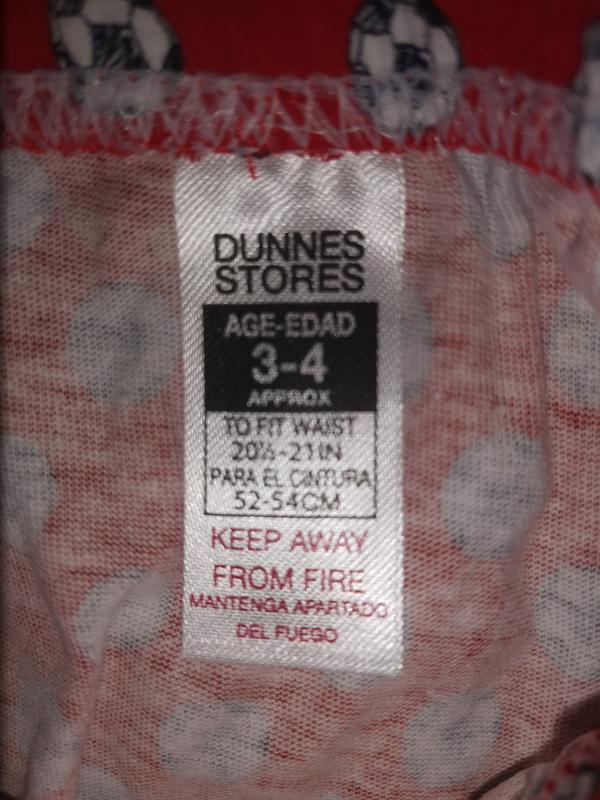 DUNNES
STORES
AGE-EDAD
3-4
APPROX
TO FIT WAIST
20½-21IN
PARA EL CINTURA
52-54CM
KEEP AWAY
FROM FIRE
MANTENGA APARTADO
DEL FUEGO